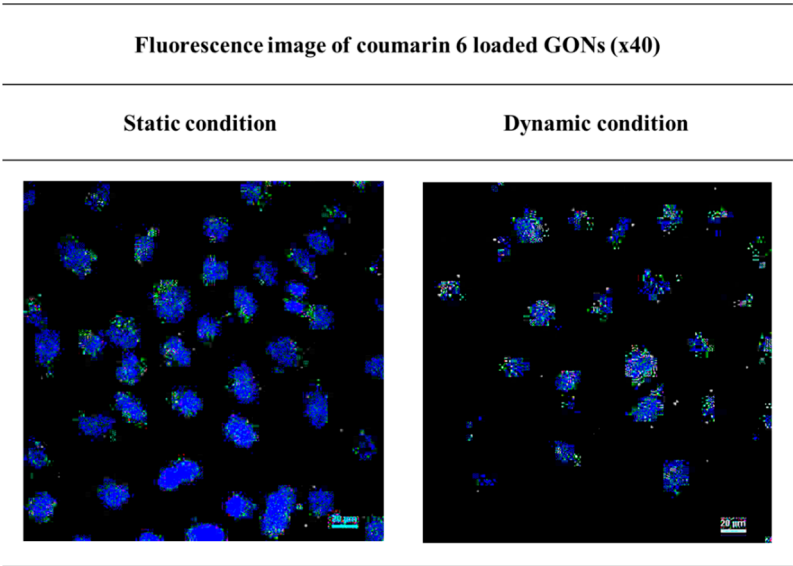 Fluorescence image of coumarin 6 loaded GONs (x40)
Static condition
Dynamic condition
20 µm
20 µm